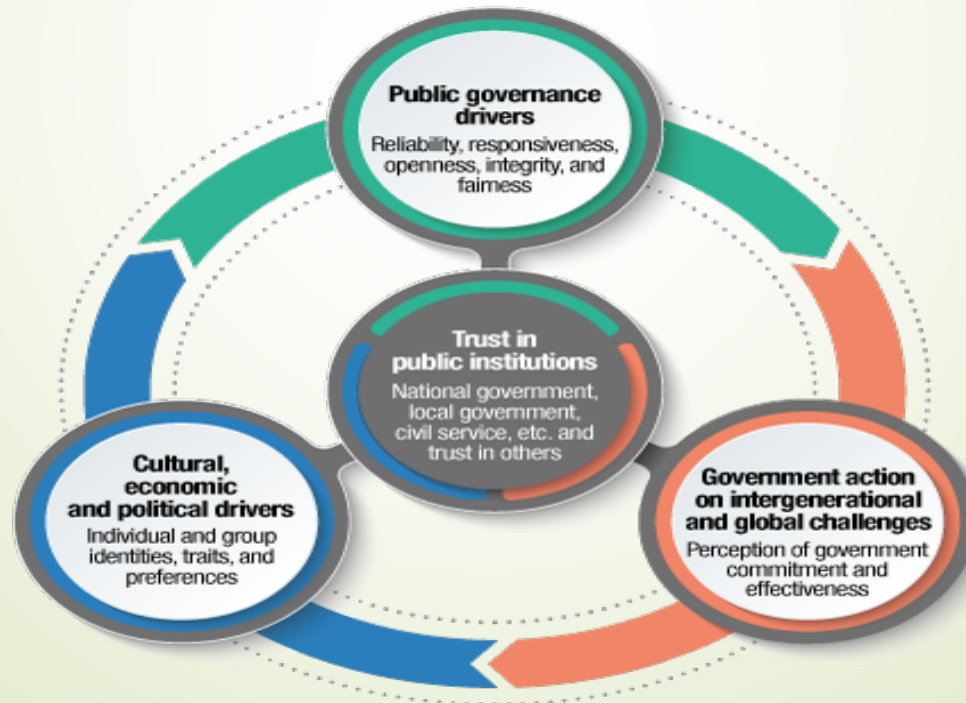 Public governance
drivers
Reliability, responsiveness,
openness, integrity, and
fairness
Trust in
public institutions
National government,
local government,
civil service, etc. and
trust in others
Cultural,
economic
and political drivers
Individual and group
identities, traits, and
preferences
Government action
on intergenerational
and global challenges
Perception of government
commitment and
effectiveness